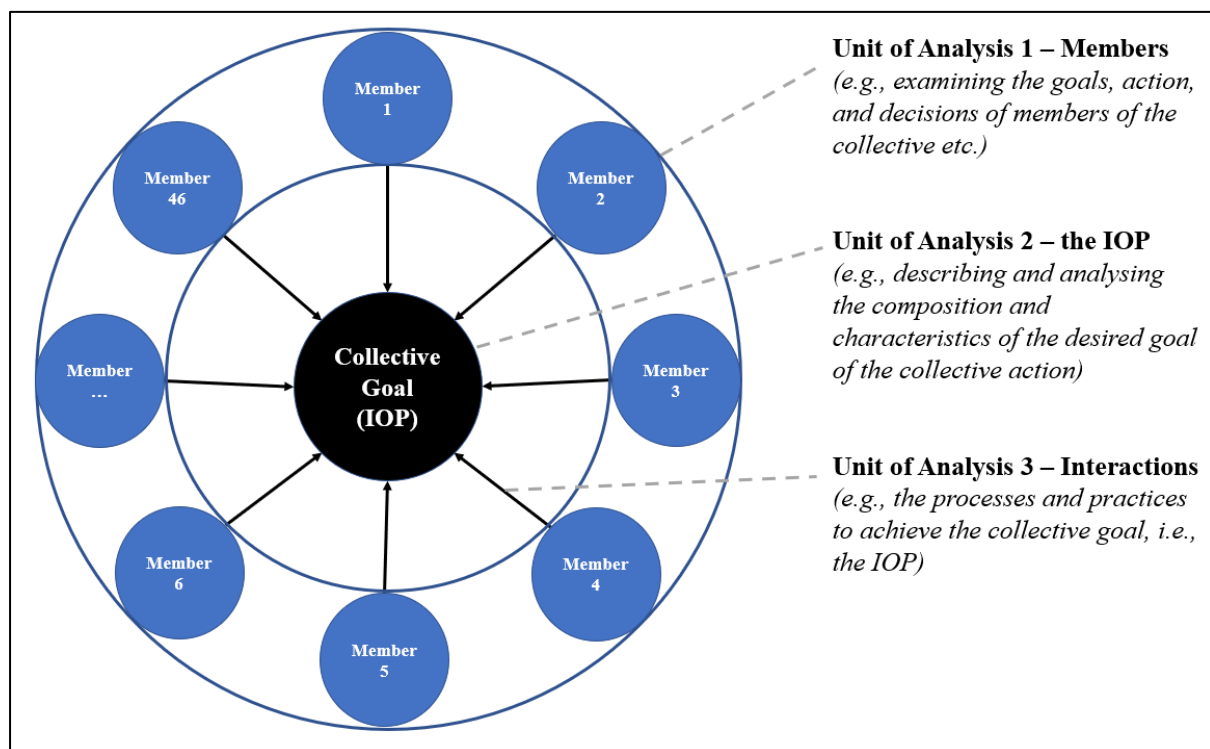 Member
1
Member
2
Member
3
Member
4
Member
5
Member
6
Member
…
Member
46
Collective
Goal
(IOP)
Unit of Analysis 1 – Members
(e.g., examining the goals, action,
and decisions of members of the
collective etc.)
Unit of Analysis 2 – the IOP
(e.g., describing and analysing
the composition and
characteristics of the desired goal
of the collective action)
Unit of Analysis 3 – Interactions
(e.g., the processes and practices
to achieve the collective goal, i.e.,
the IOP)